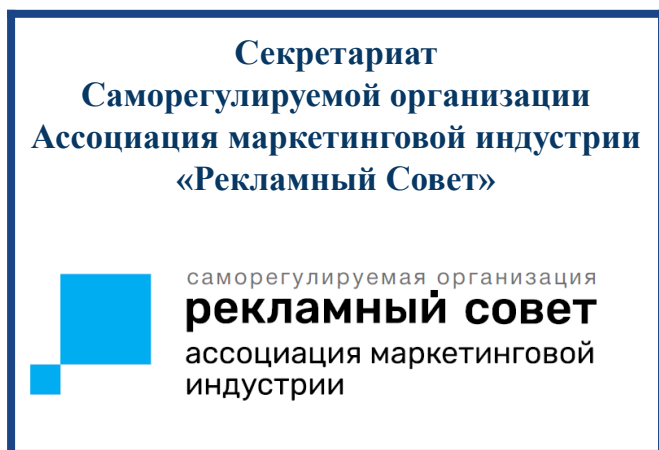 Секретариат
Саморегулируемой организации
Ассоциация маркетинговой индустрии
«Рекламный Совет»
саморегулируемая организация
рекламный совет
ассоциация маркетинговой
индустрии